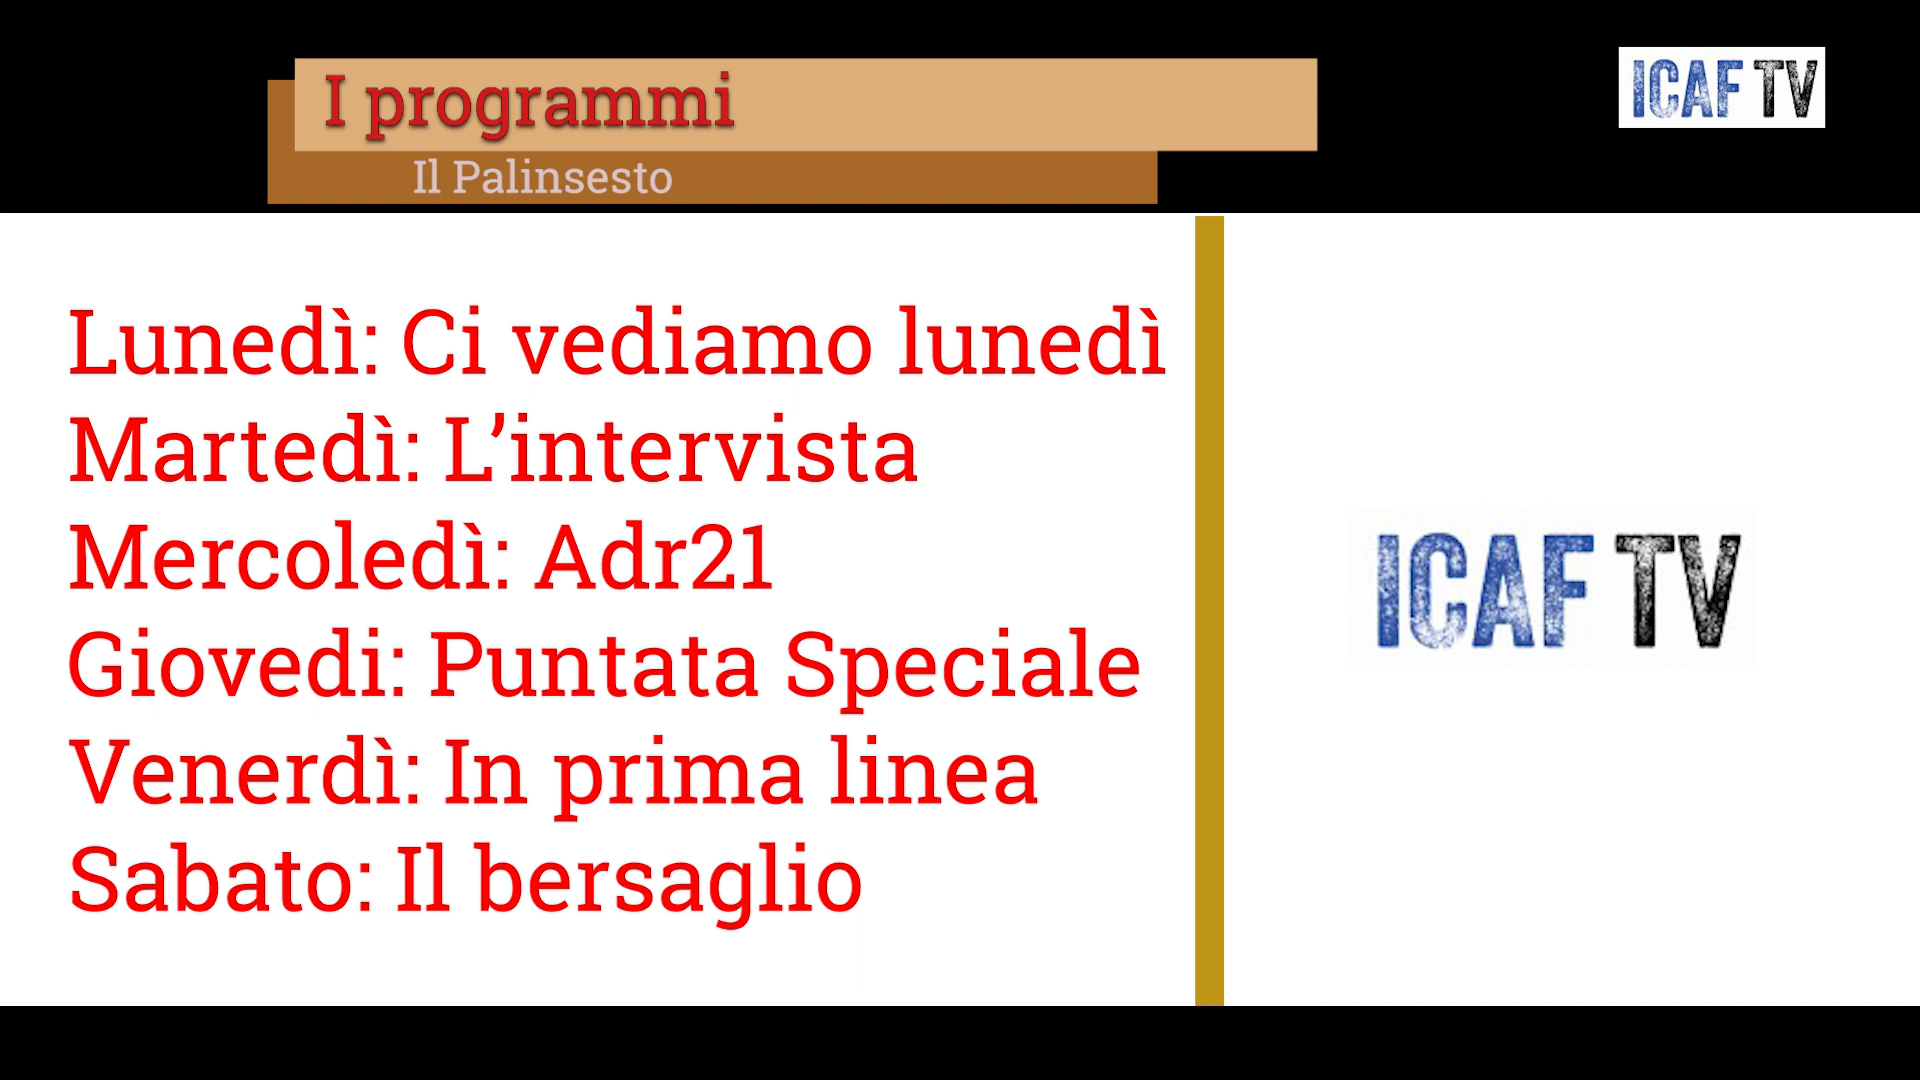 I programmi
ICAF TV
Il Palinsesto
Lunedì: Ci vediamo lunedì
Martedì: L’intervista
Mercoledì: Adr21
Giovedi: Puntata Speciale
Venerdì: In prima linea
Sabato: Il bersaglio
ICAF TV